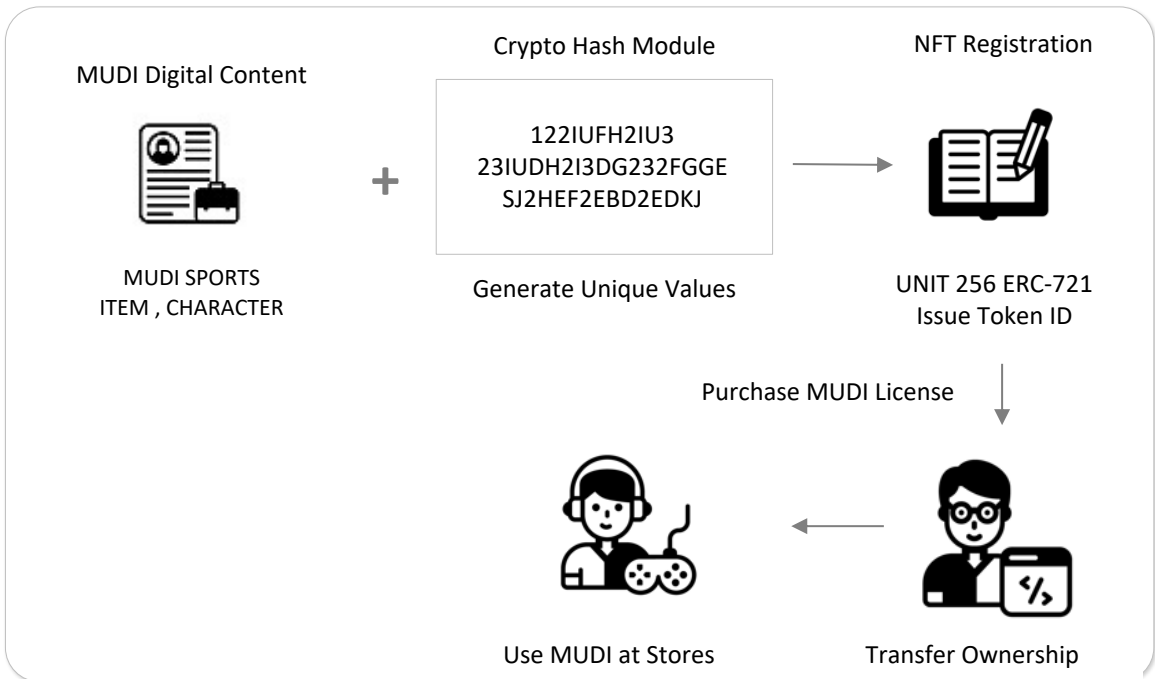 MUDI Digital Content
Crypto Hash Module
NFT Registration
122IUFH2IU3
23IUDH2I3DG232FGGE
SJ2HEF2EBD2EDKJ
MUDI SPORTS
ITEM , CHARACTER
Generate Unique Values
UNIT 256 ERC-721
Issue Token ID
Purchase MUDI License
</>
Use MUDI at Stores
Transfer Ownership